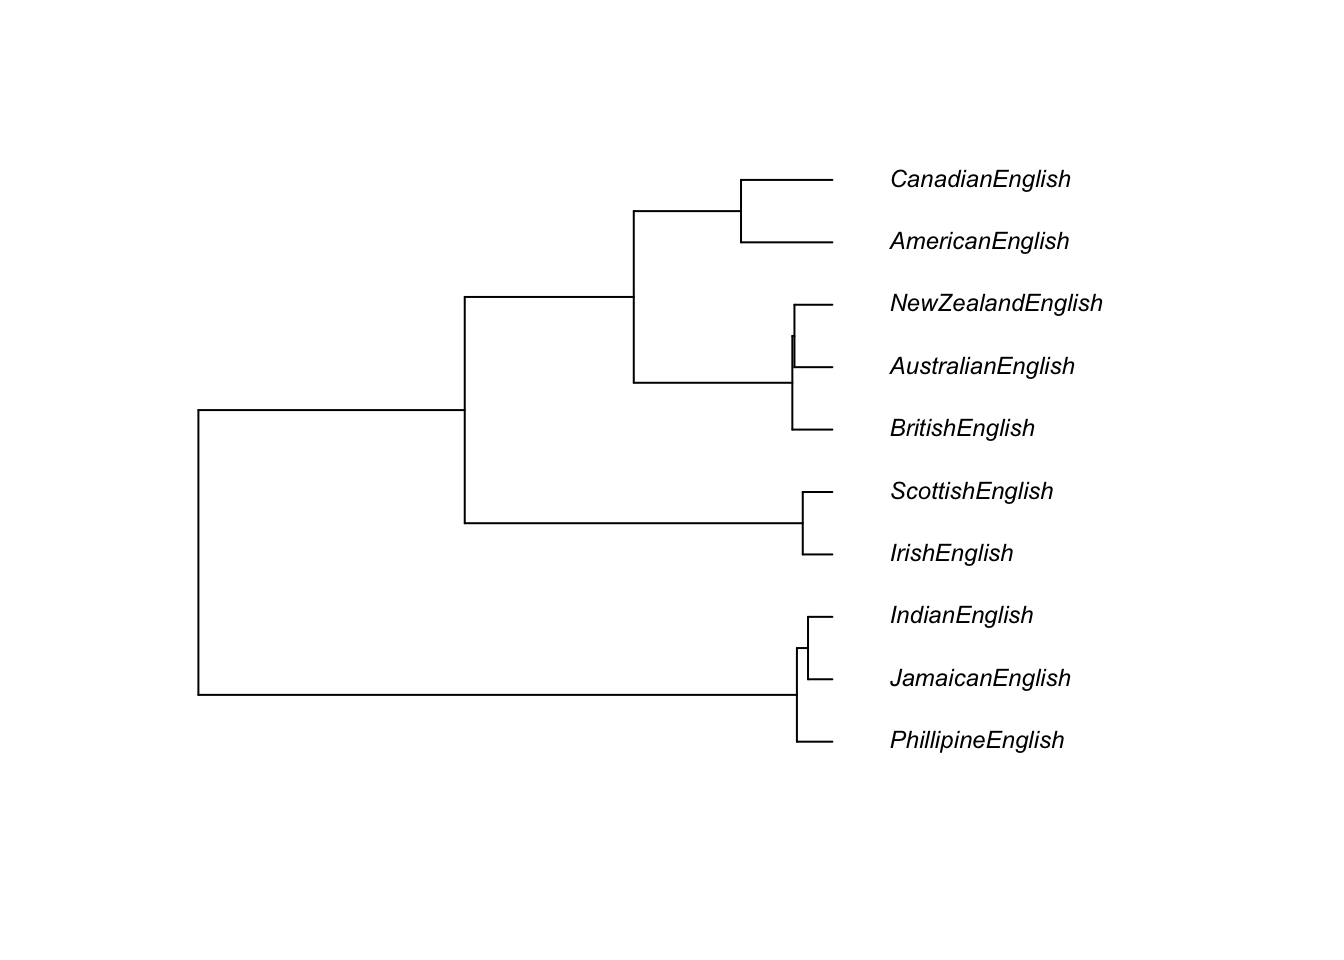 CanadianEnglish
AmericanEnglish
NewZealandEnglish
AustralianEnglish
BritishEnglish
ScottishEnglish
IrishEnglish
IndianEnglish
JamaicanEnglish
PhillipineEnglish